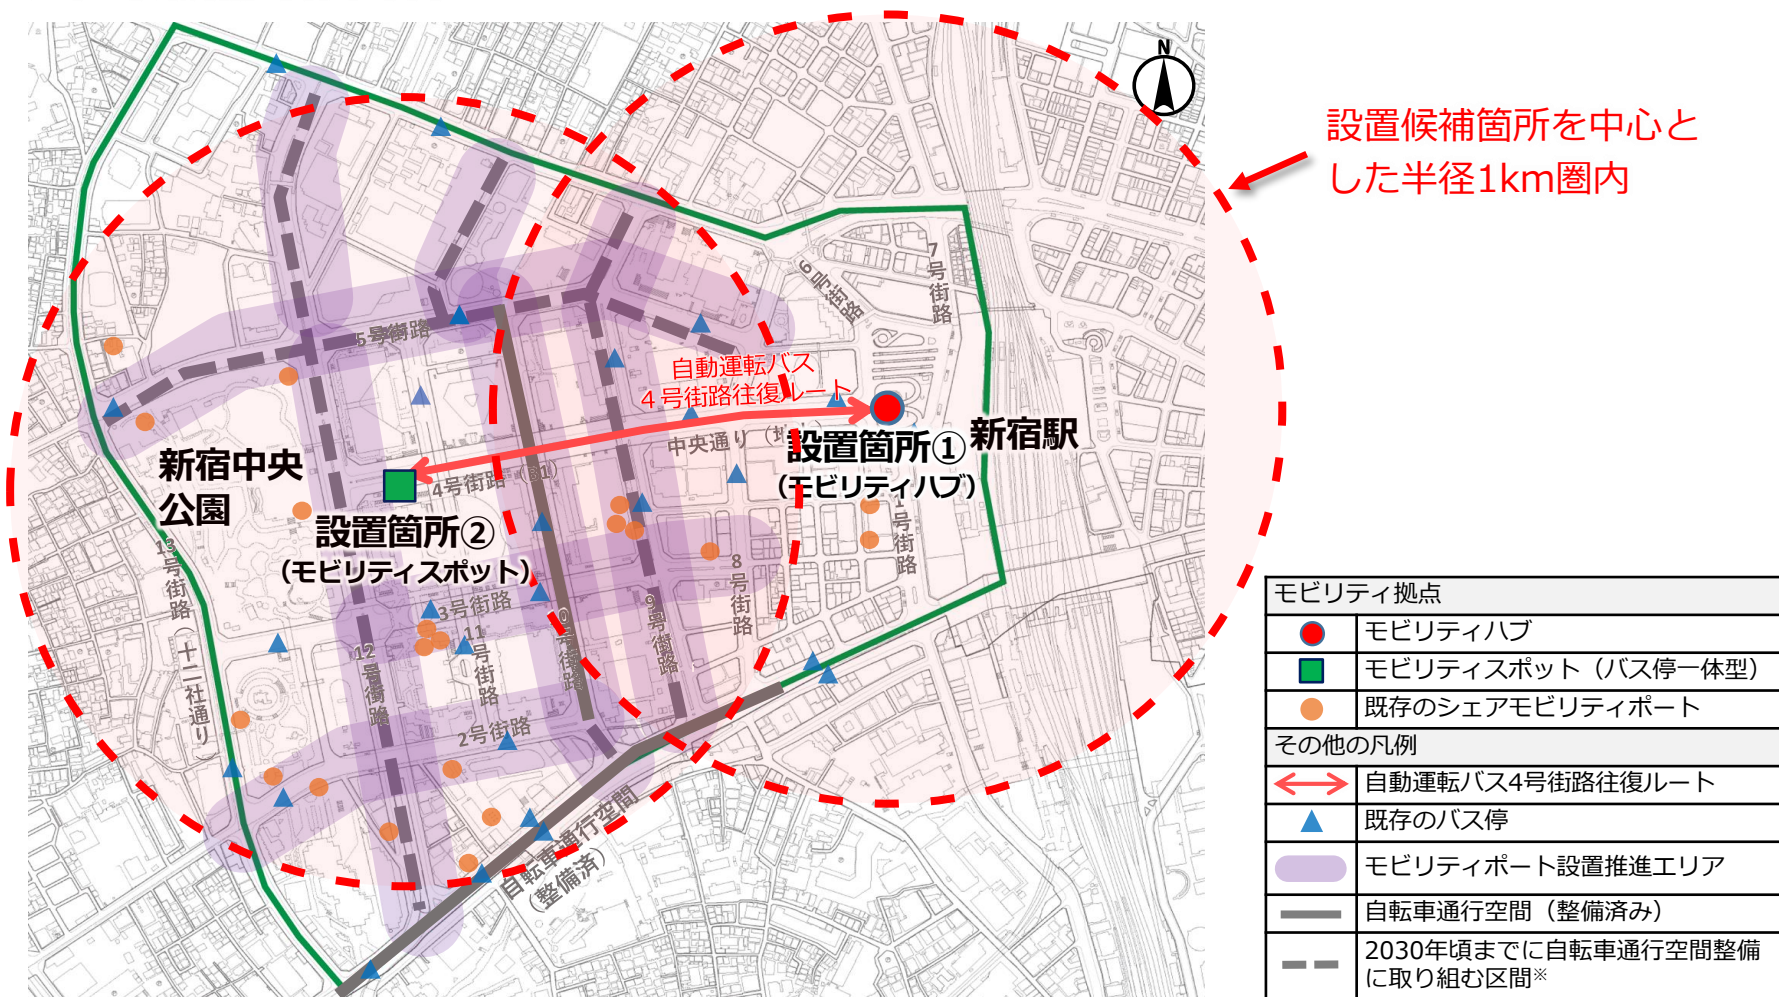 N
設置候補箇所を中心と
した半径1km圏内
6号街路
7号街路
5号街路
自動運転バス
4号街路往復ルート
中央通り（地
設置箇所①
（モビリティハブ）
新宿駅
新宿中央
公園
4号街路（B1）
設置箇所②
（モビリティスポット）
1号街路
13号街路（十二社通り）
3号街路
11号街路
12号街路
0号街路
9号街路
8号街路
2号街路
自転車通行空間
（整備済）
モビリティ拠点
モビリティハブ
モビリティスポット（バス停一体型）
既存のシェアモビリティポート
その他の凡例
自動運転バス4号街路往復ルート
既存のバス停
モビリティポート設置推進エリア
自転車通行空間（整備済み）
2030年頃までに自転車通行空間整備
に取り組む区間※